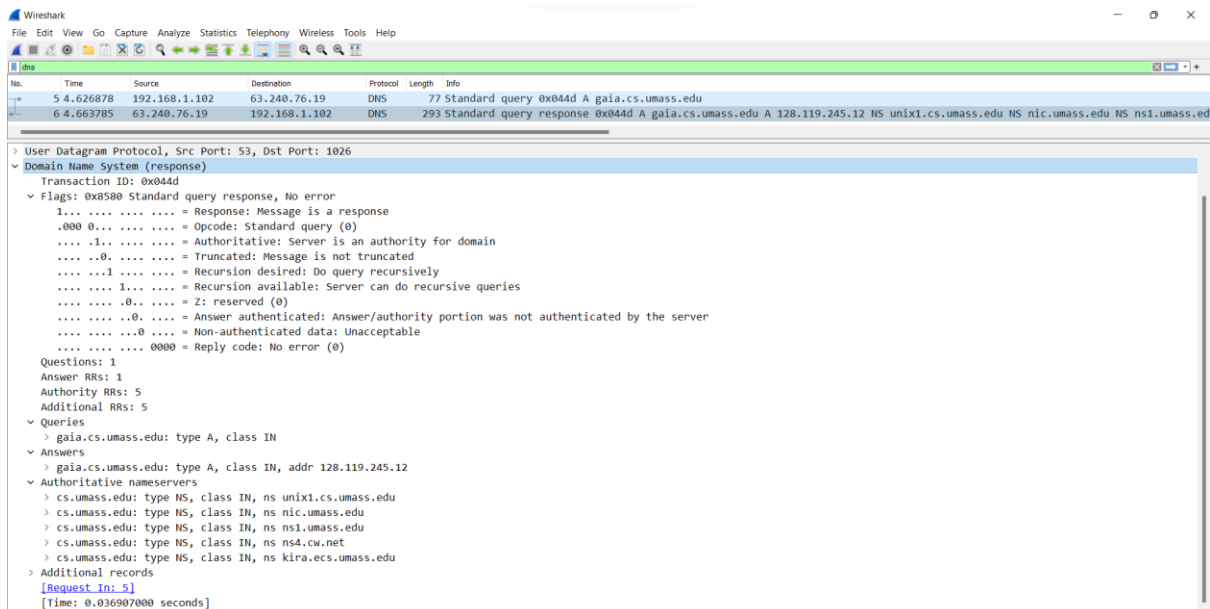 Wireshark
File Edit View Go Capture Analyze Statistics Telephony Wireless Tools Help
dns
No. Time Source Destination Protocol Length Info
5 4.626878 192.168.1.102 63.240.76.19 DNS 77 Standard query 0x044d A gaia.cs.umass.edu
6 4.663785 63.240.76.19 192.168.1.102 DNS 293 Standard query response 0x044d A gaia.cs.umass.edu A 128.119.245.12 NS unix1.cs.umass.edu NS nic.umass.edu NS ns1.umass.ed
> User Datagram Protocol, Src Port: 53, Dst Port: 1026
Domain Name System (response)
Transaction ID: 0x044d
Flags: 0x8580 Standard query response, No error
1... .... .... .... = Response: Message is a response
.000 0... .... .... = Opcode: Standard query (0)
.... .1.. .... .... = Authoritative: Server is an authority for domain
.... ..0. .... .... = Truncated: Message is not truncated
.... ...1 .... .... = Recursion desired: Do query recursively
.... .... 1... .... = Recursion available: Server can do recursive queries
.... .... .0.. .... = Z: reserved (0)
.... .... ..0. .... = Answer authenticated: Answer/authority portion was not authenticated by the server
.... .... ...0 .... = Non-authenticated data: Unacceptable
.... .... .... 0000 = Reply code: No error (0)
Questions: 1
Answer RRs: 1
Authority RRs: 5
Additional RRs: 5
Queries
> gaia.cs.umass.edu: type A, class IN
Answers
> gaia.cs.umass.edu: type A, class IN, addr 128.119.245.12
Authoritative nameservers
> cs.umass.edu: type NS, class IN, ns unix1.cs.umass.edu
> cs.umass.edu: type NS, class IN, ns nic.umass.edu
> cs.umass.edu: type NS, class IN, ns ns1.umass.edu
> cs.umass.edu: type NS, class IN, ns ns4.cw.net
> cs.umass.edu: type NS, class IN, ns kira.ecs.umass.edu
> Additional records
[Request In: 5]
[Time: 0.036907000 seconds]